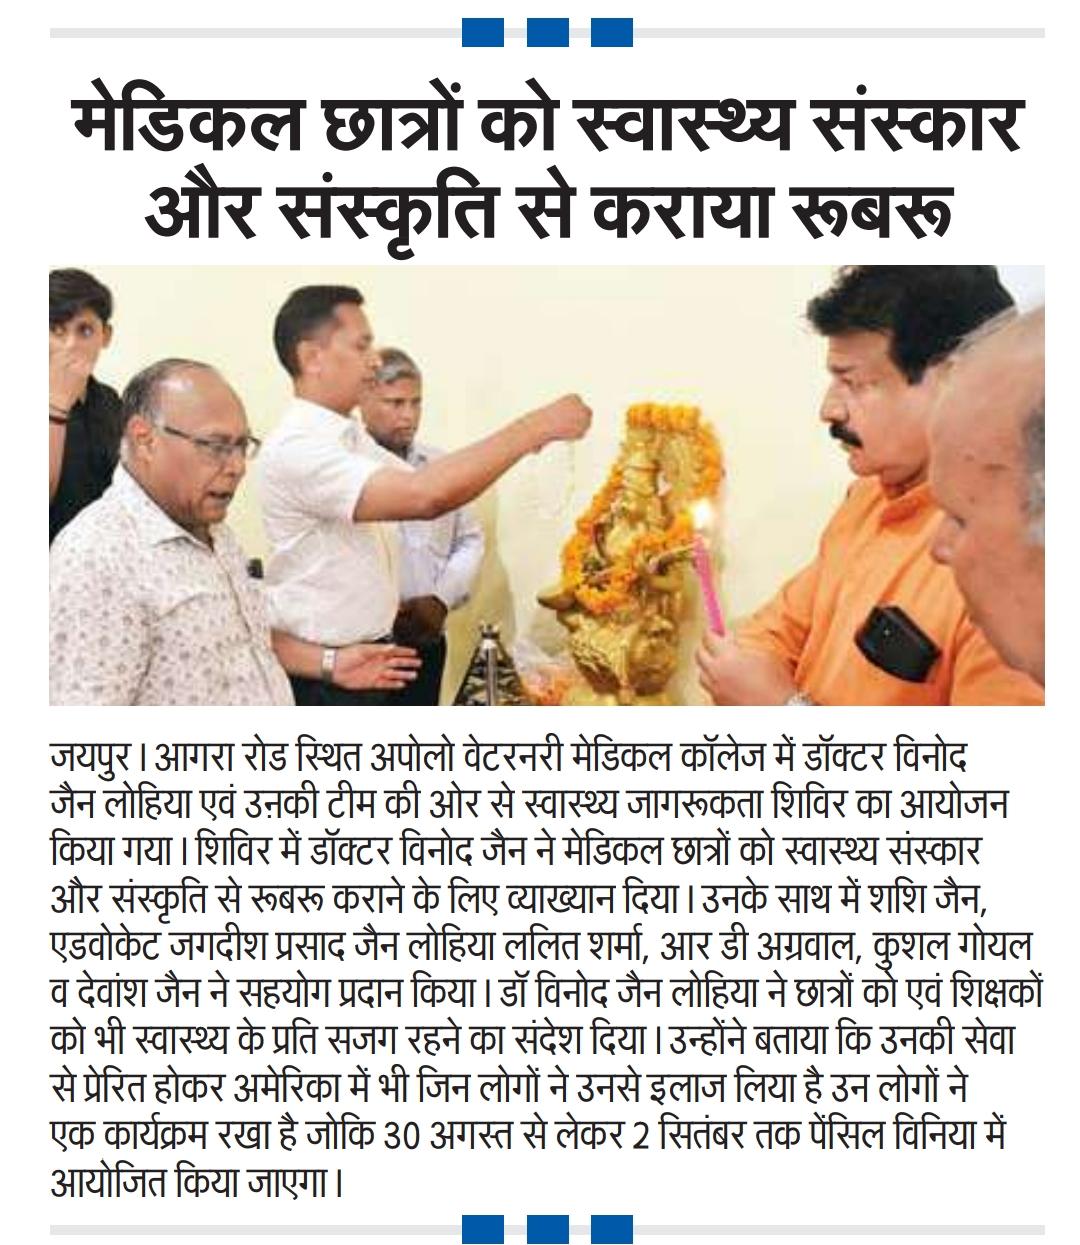 मेडिकल छात्रों को स्वास्थ्य संस्कार
और संस्कृति से कराया रूबरू
जयपुर। आगरा रोड स्थित अपोलो वेटरनरी मेडिकल कॉलेज में डॉक्टर विनोद
जैन लोहिया एवं उऩकी टीम की ओर से स्वास्थ्य जागरूकता शिविर का आयोजन
किया गया। शिविर में डॉक्टर विनोद जैन ने मेडिकल छात्रों को स्वास्थ्य संस्कार
और संस्कृति से रूबरू कराने के लिए व्याख्यान दिया। उनके साथ में शशि जैन,
एडवोकेट जगदीश प्रसाद जैन लोहिया ललित शर्मा, आर डी अग्रवाल, कुशल गोयल
व देवांश जैन ने सहयोग प्रदान किया। डॉ विनोद जैन लोहिया ने छात्रों को एवं शिक्षकों
को भी स्वास्थ्य के प्रति सजग रहने का संदेश दिया। उन्होंने बताया कि उनकी सेवा
से प्रेरित होकर अमेरिका में भी जिन लोगों ने उनसे इलाज लिया है उन लोगों ने
एक कार्यक्रम रखा है जोकि 30 अगस्त से लेकर 2 सितंबर तक पेंसिल विनिया में
आयोजित किया जाएगा।